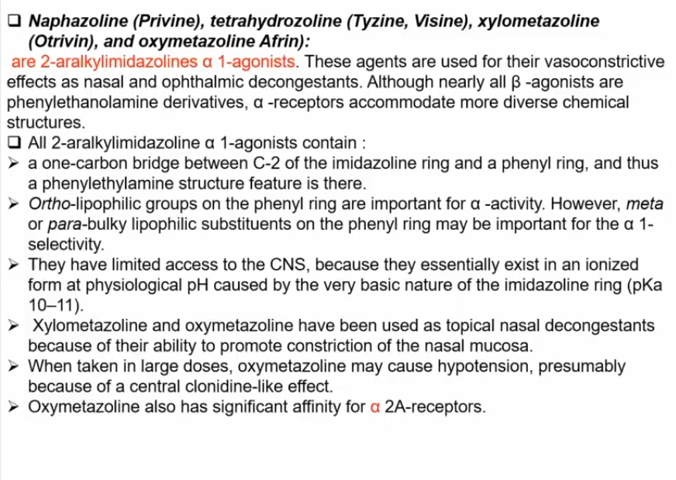 ❑ Naphazoline (Privine), tetrahydrozoline (Tyzine, Visine), xylometazoline
(Otrivin), and oxymetazoline Afrin):
are 2-aralkylimidazolines α 1-agonists. These agents are used for their vasoconstrictive
effects as nasal and ophthalmic decongestants. Although nearly all β -agonists are
phenylethanolamine derivatives, α -receptors accommodate more diverse chemical
structures.
❑ All 2-aralkylimidazoline α 1-agonists contain :
➢ a one-carbon bridge between C-2 of the imidazoline ring and a phenyl ring, and thus
a phenylethylamine structure feature is there.
➢ Ortho-lipophilic groups on the phenyl ring are important for α -activity. However, meta
or para-bulky lipophilic substituents on the phenyl ring may be important for the α 1-
selectivity.
➢ They have limited access to the CNS, because they essentially exist in an ionized
form at physiological pH caused by the very basic nature of the imidazoline ring (pKa
10–11).
➢ Xylometazoline and oxymetazoline have been used as topical nasal decongestants
because of their ability to promote constriction of the nasal mucosa.
➢ When taken in large doses, oxymetazoline may cause hypotension, presumably
because of a central clonidine-like effect.
➢ Oxymetazoline also has significant affinity for α 2A-receptors.